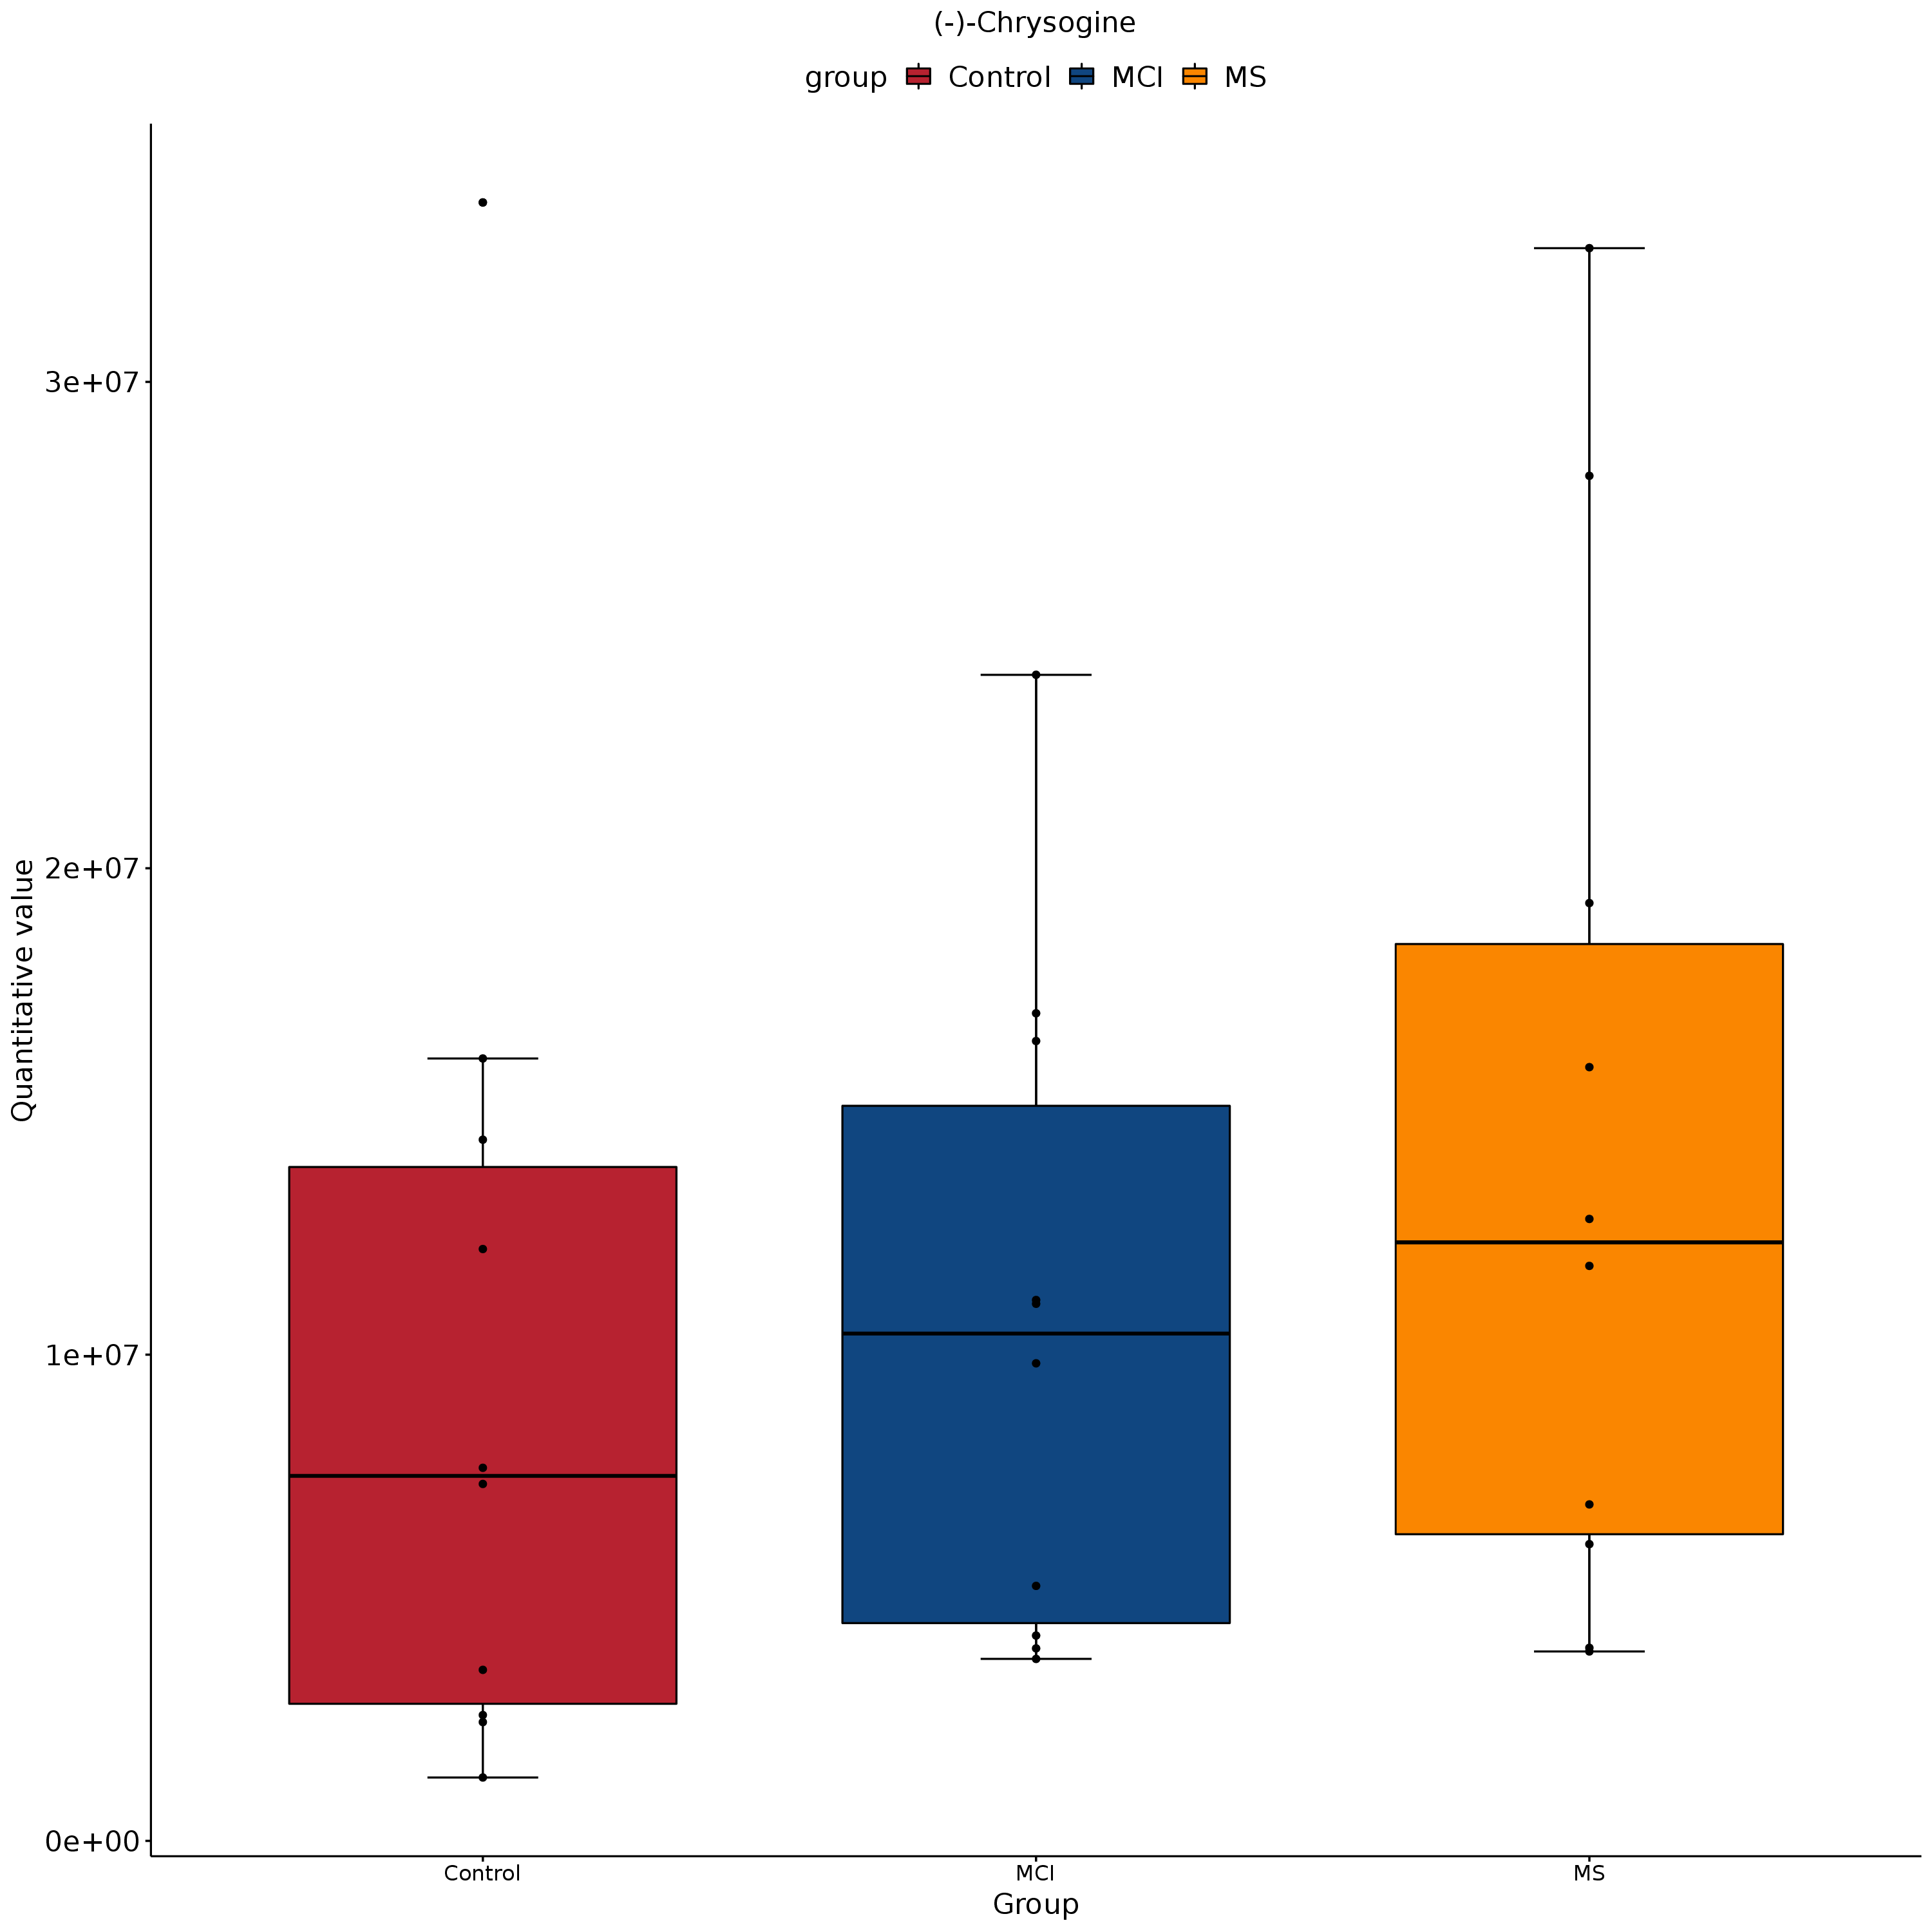 (-)-Chrysogine
group Control MCI MS
Quantitative value
3e+07
2e+07
1e+07
0e+00
Control MCI MS
Group